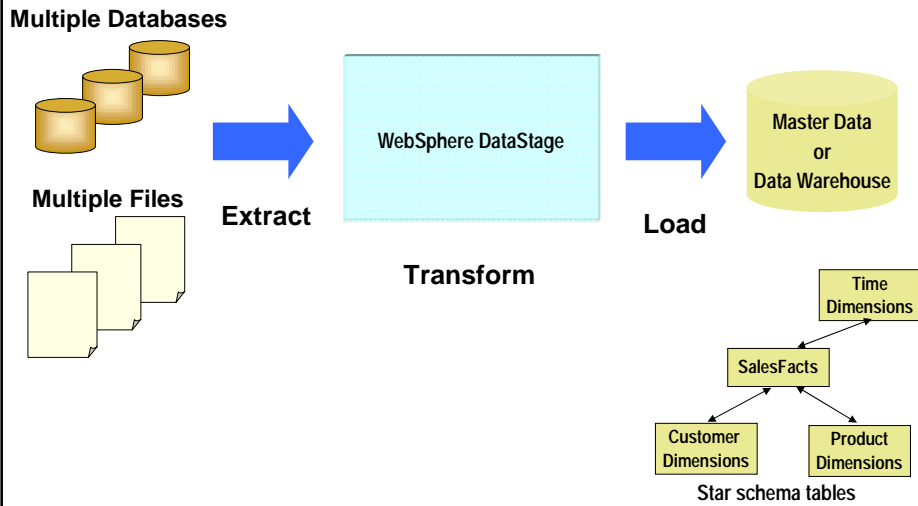 Multiple Databases
WebSphere DataStage
Master Data
or
Data Warehouse
Multiple Files
Extract
Load
Transform
Time
Dimensions
SalesFacts
Customer
Dimensions
Product
Dimensions
Star schema tables